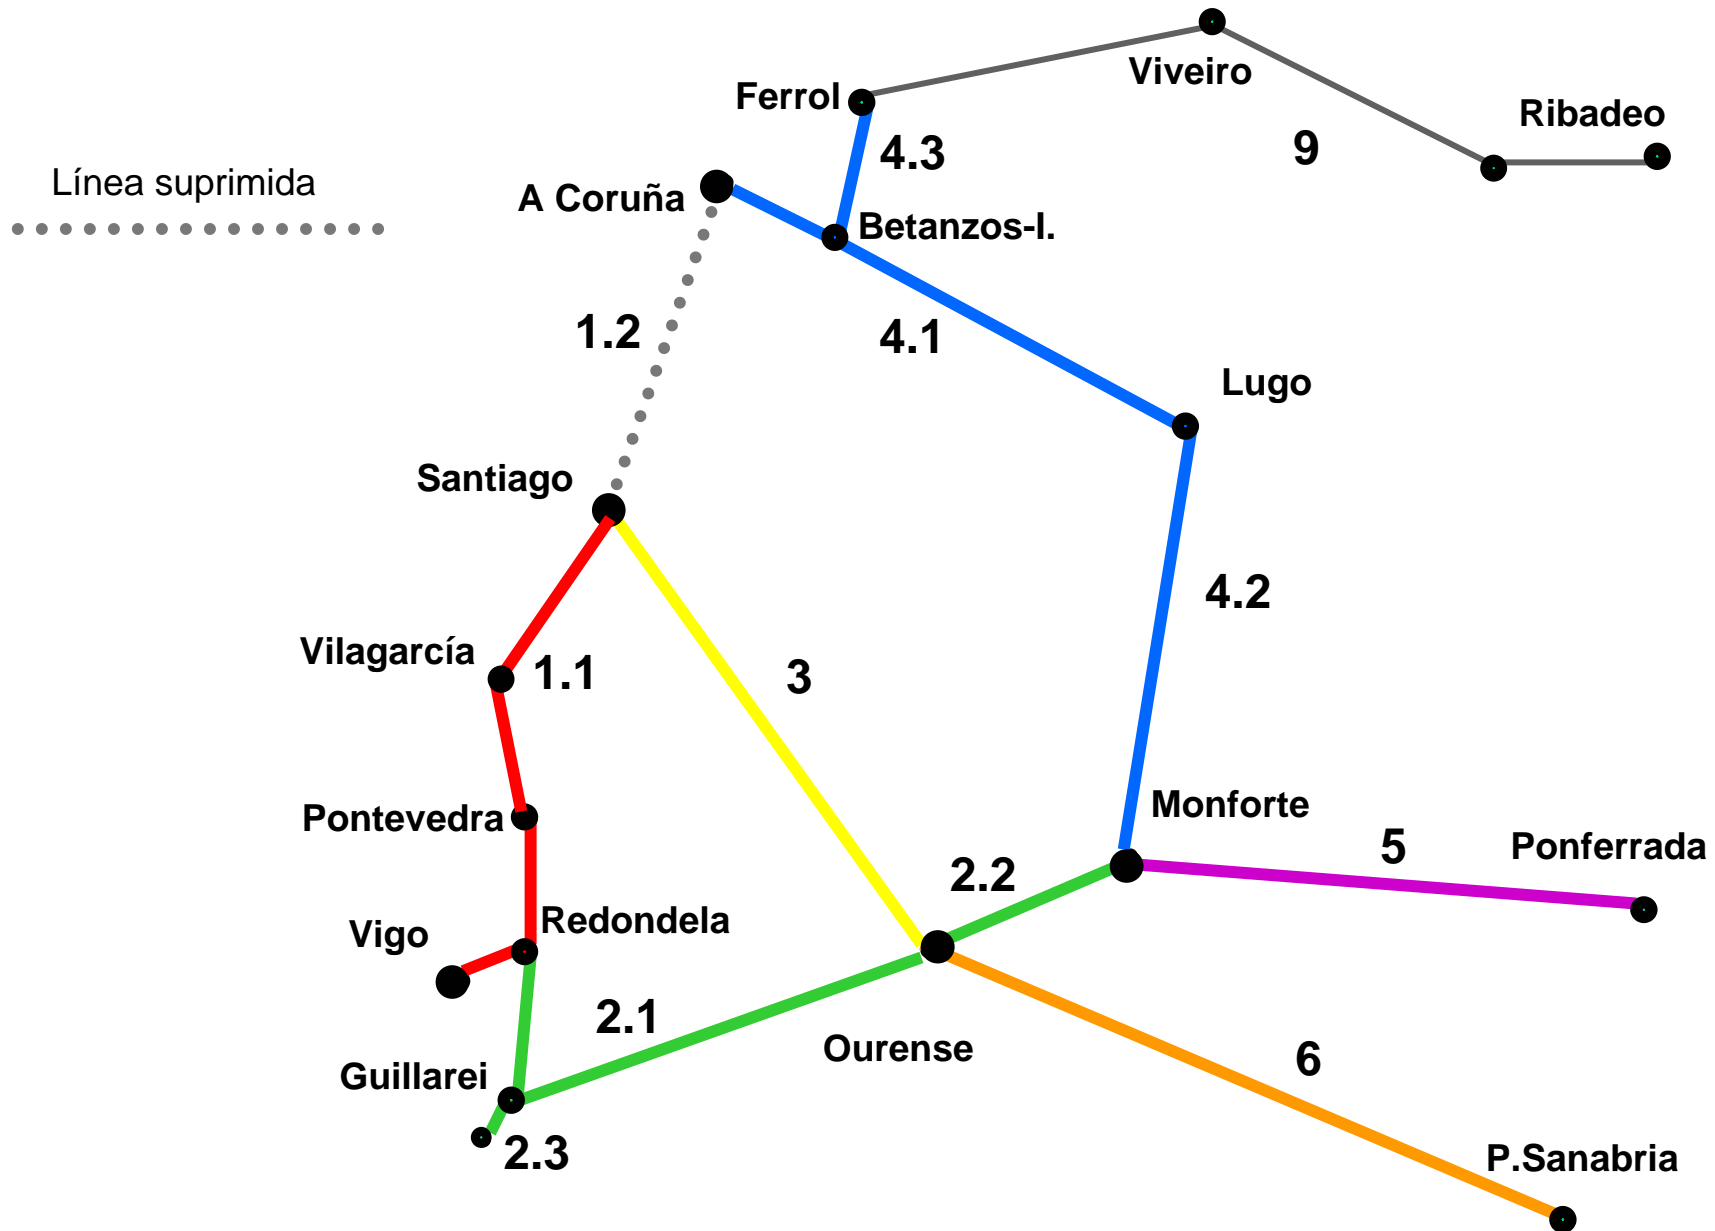 Viveiro
Ferrol
Ribadeo
4.3
9
Línea suprimida
A Coruña
Betanzos-I.
1.2
4.1
Lugo
Santiago
4.2
Vilagarcía
1.1
3
Pontevedra
Monforte
5
Ponferrada
2.2
Redondela
Vigo
2.1
Ourense
6
Guillarei
2.3
P.Sanabria